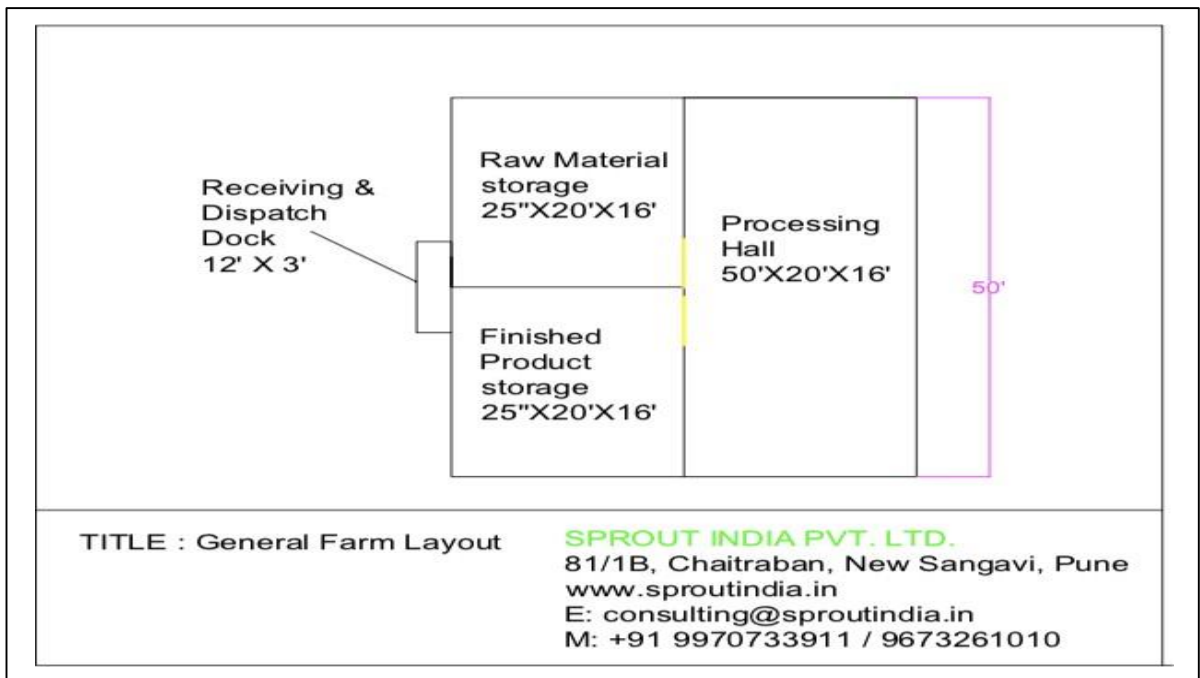 Receiving &
Dispatch
Dock
12' X 3'
Raw Material
storage
25"X20'X16'
Processing
Hall
50'X20'X16'
50'
Finished
Product
storage
25"X20'X16'
TITLE : General Farm Layout
SPROUT INDIA PVT. LTD.
81/1B, Chaitraban, New Sangavi, Pune
www.sproutindia.in
E: consulting@sproutindia.in
M: +91 9970733911 / 9673261010